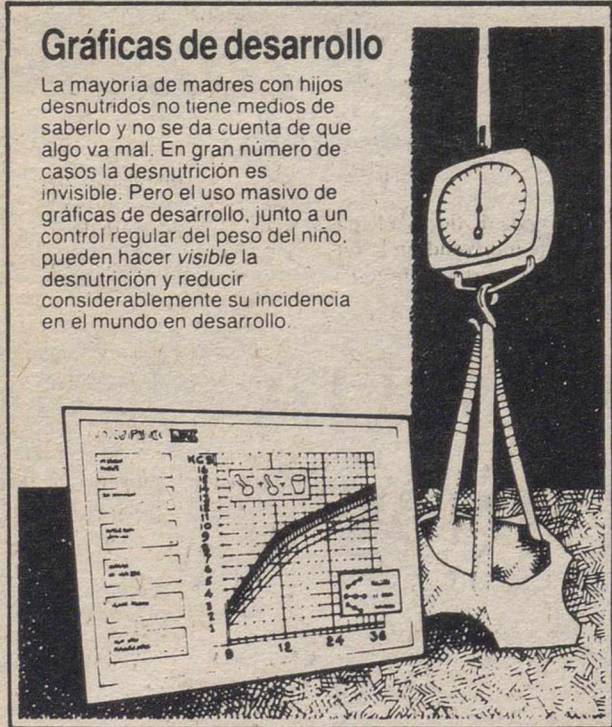 Gráficas de desarrollo
La mayoría de madres con hijos
desnutridos no tiene medios de
saberlo y no se da cuenta de que
algo va mal. En gran número de
casos la desnutrición es
invisible. Pero el uso masivo de
gráficas de desarrollo, junto a un
control regular del peso del niño,
pueden hacer visible la
desnutrición y reducir
considerablemente su incidencia
en el mundo en desarrollo.
KGS
12
24
36